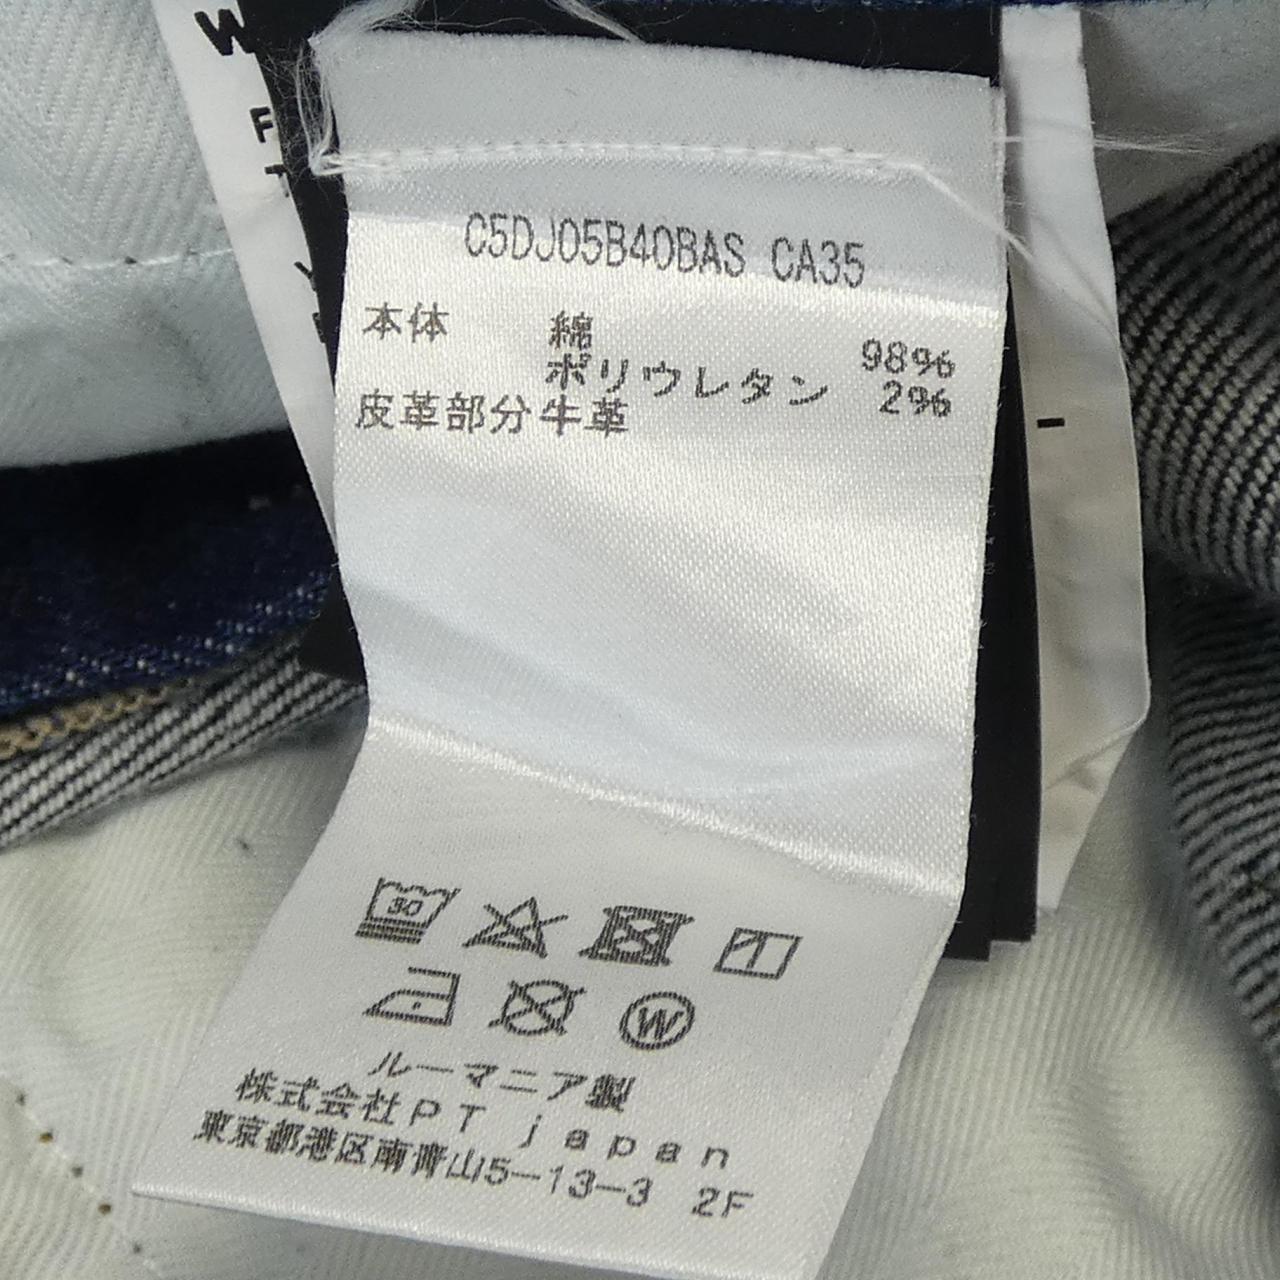 W
F
T
Y
C5DJ05B40BAS CA35
本体 綿 98%
ポリウレタン 2%
皮革部分 牛革
30
W
ルーマニア製
株式会社PT japan
東京都港区南青山5-13-3 2F